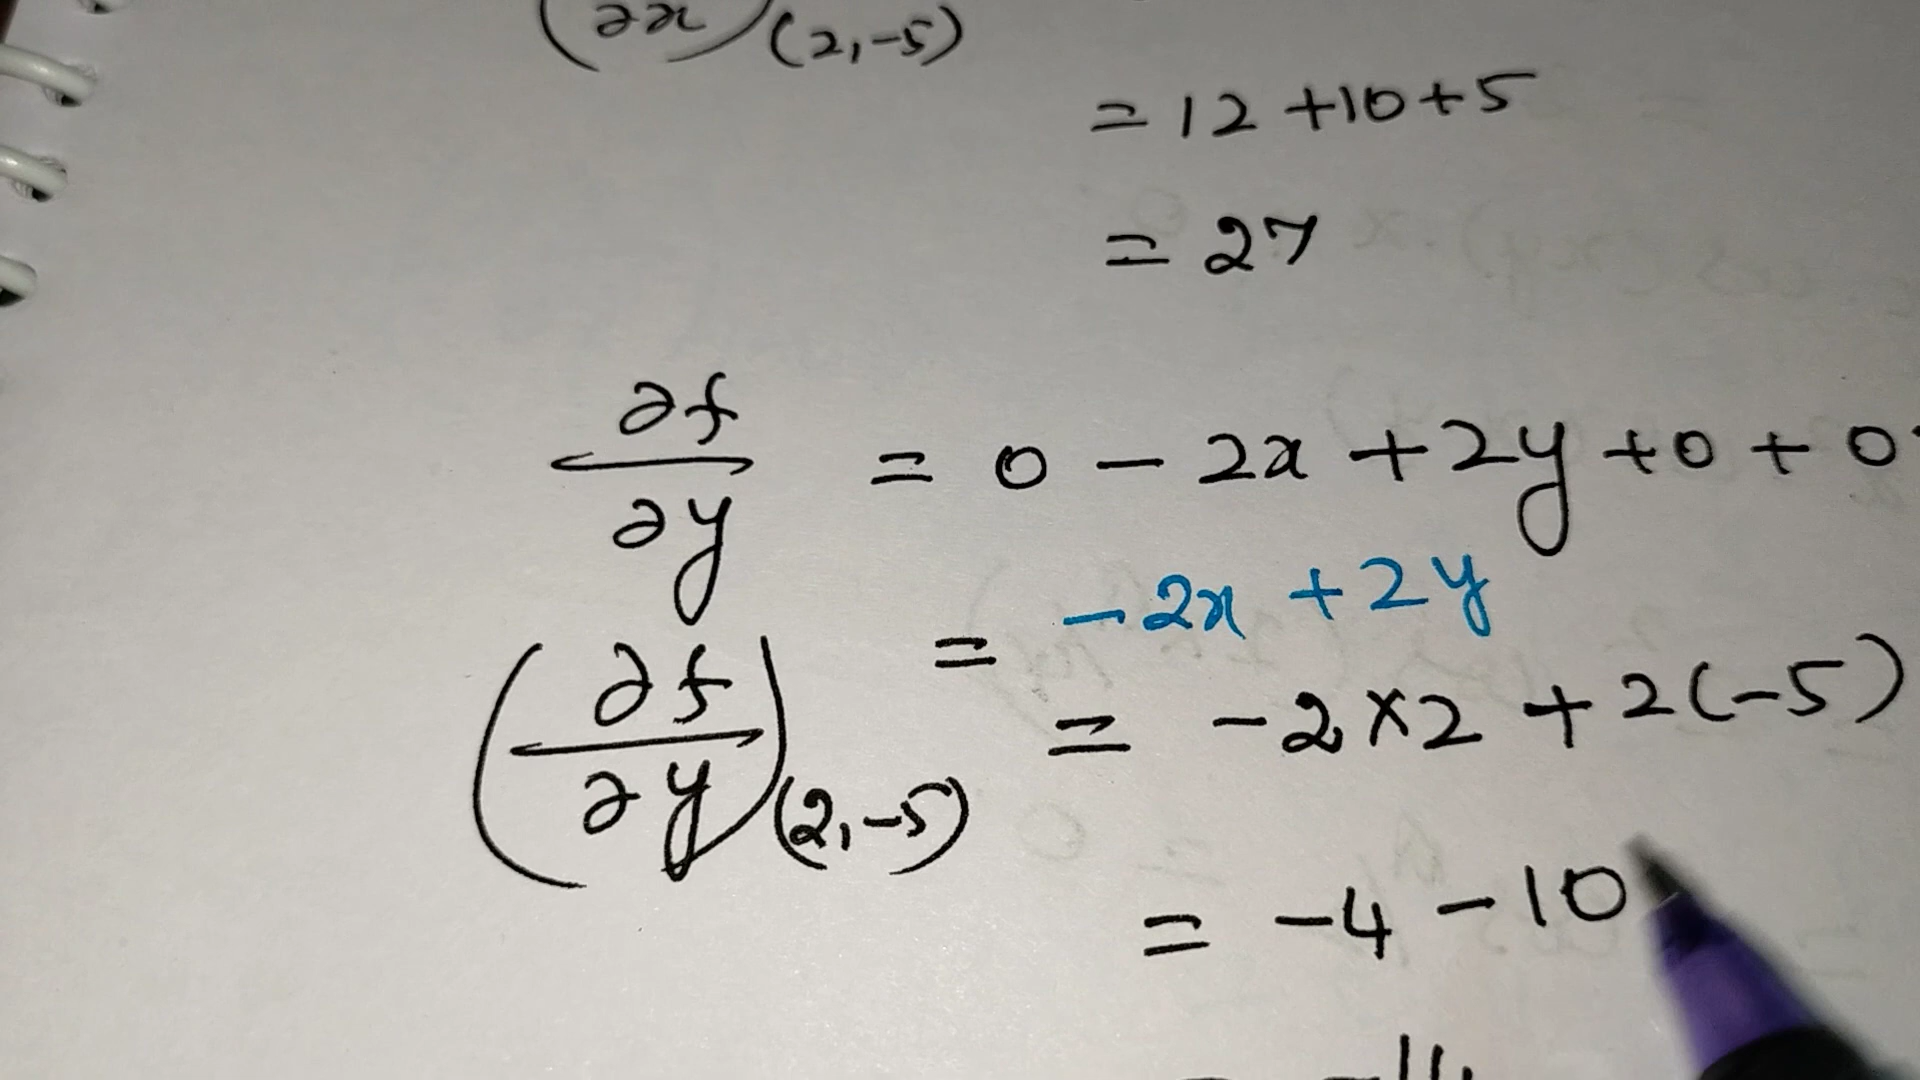 (∂x)(2,-5)
= 12 + 10 + 5
= 27
∂f/∂y = 0 - 2x + 2y + 0 + 0
= -2x + 2y
(∂f/∂y)(2,-5) = -2×2 + 2(-5)
= -4 - 10